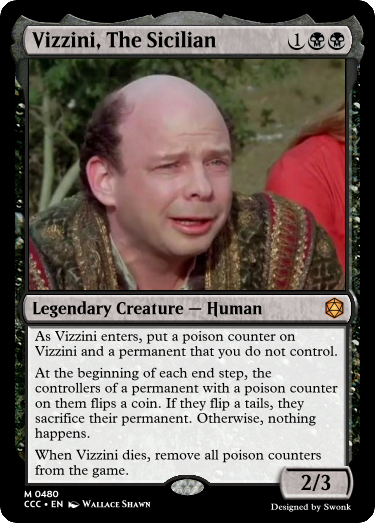 Vizzini, The Sicilian 1
Legendary Creature — Human
As Vizzini enters, put a poison counter on
Vizzini and a permanent that you do not control.
At the beginning of each end step, the
controllers of a permanent with a poison counter
on them flips a coin. If they flip a tails, they
sacrifice their permanent. Otherwise, nothing
happens.
When Vizzini dies, remove all poison counters
from the game.
2/3
M 0480
CCC • EN Wallace Shawn
Designed by Swonk